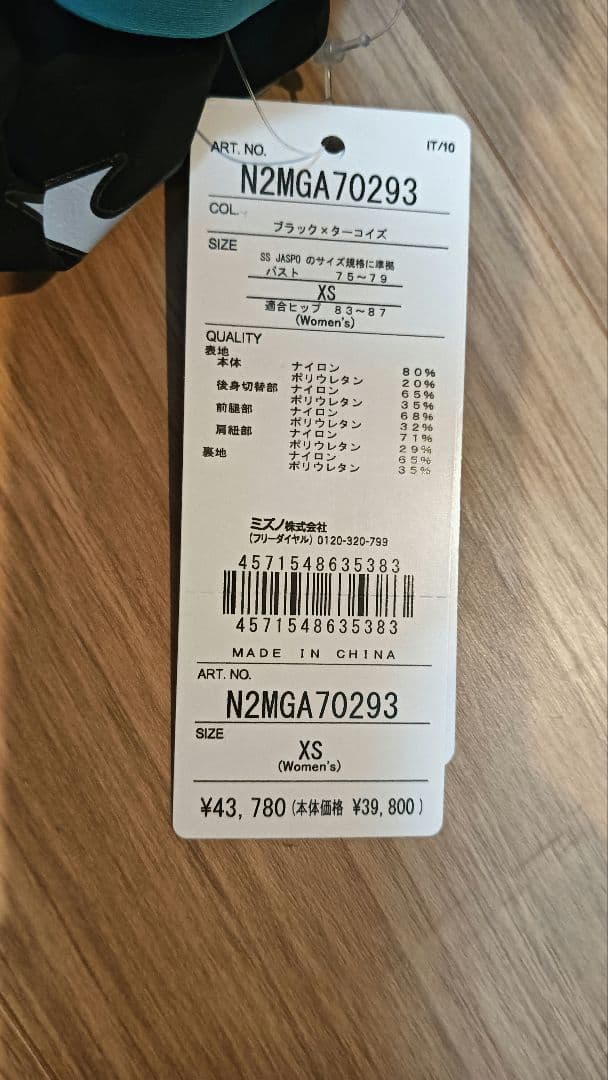 ART. NO.
IT/10
N2MGA70293
COL.
ブラック×ターコイズ
SIZE
SS JASPO のサイズ規格に準拠
バスト 75～79
XS
適合ヒップ 83～87
(Women's)
QUALITY
表地
本体 ナイロン 80%
ポリウレタン 20%
後身切替部 ナイロン 65%
ポリウレタン 35%
前腿部 ナイロン 68%
ポリウレタン 32%
肩紐部 ナイロン 71%
ポリウレタン 29%
裏地 ナイロン 65%
ポリウレタン 35%
ミズノ株式会社
(フリーダイヤル) 0120-320-799
4571548635383
4571548635383
MADE IN CHINA
ART. NO.
N2MGA70293
SIZE
XS
(Women's)
¥43,780(本体価格 ¥39,800)